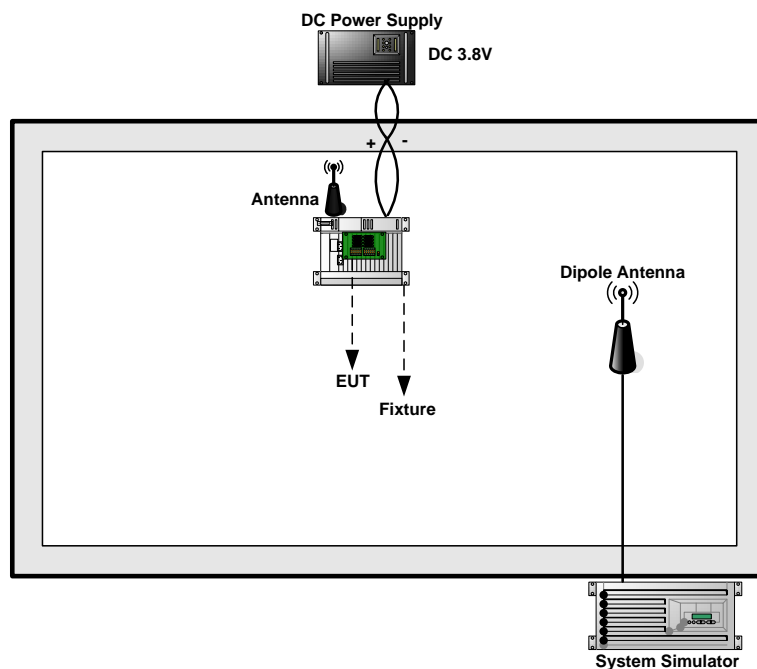 DC Power Supply
DC 3.8V
+ -
Antenna
Dipole Antenna
EUT
Fixture
System Simulator